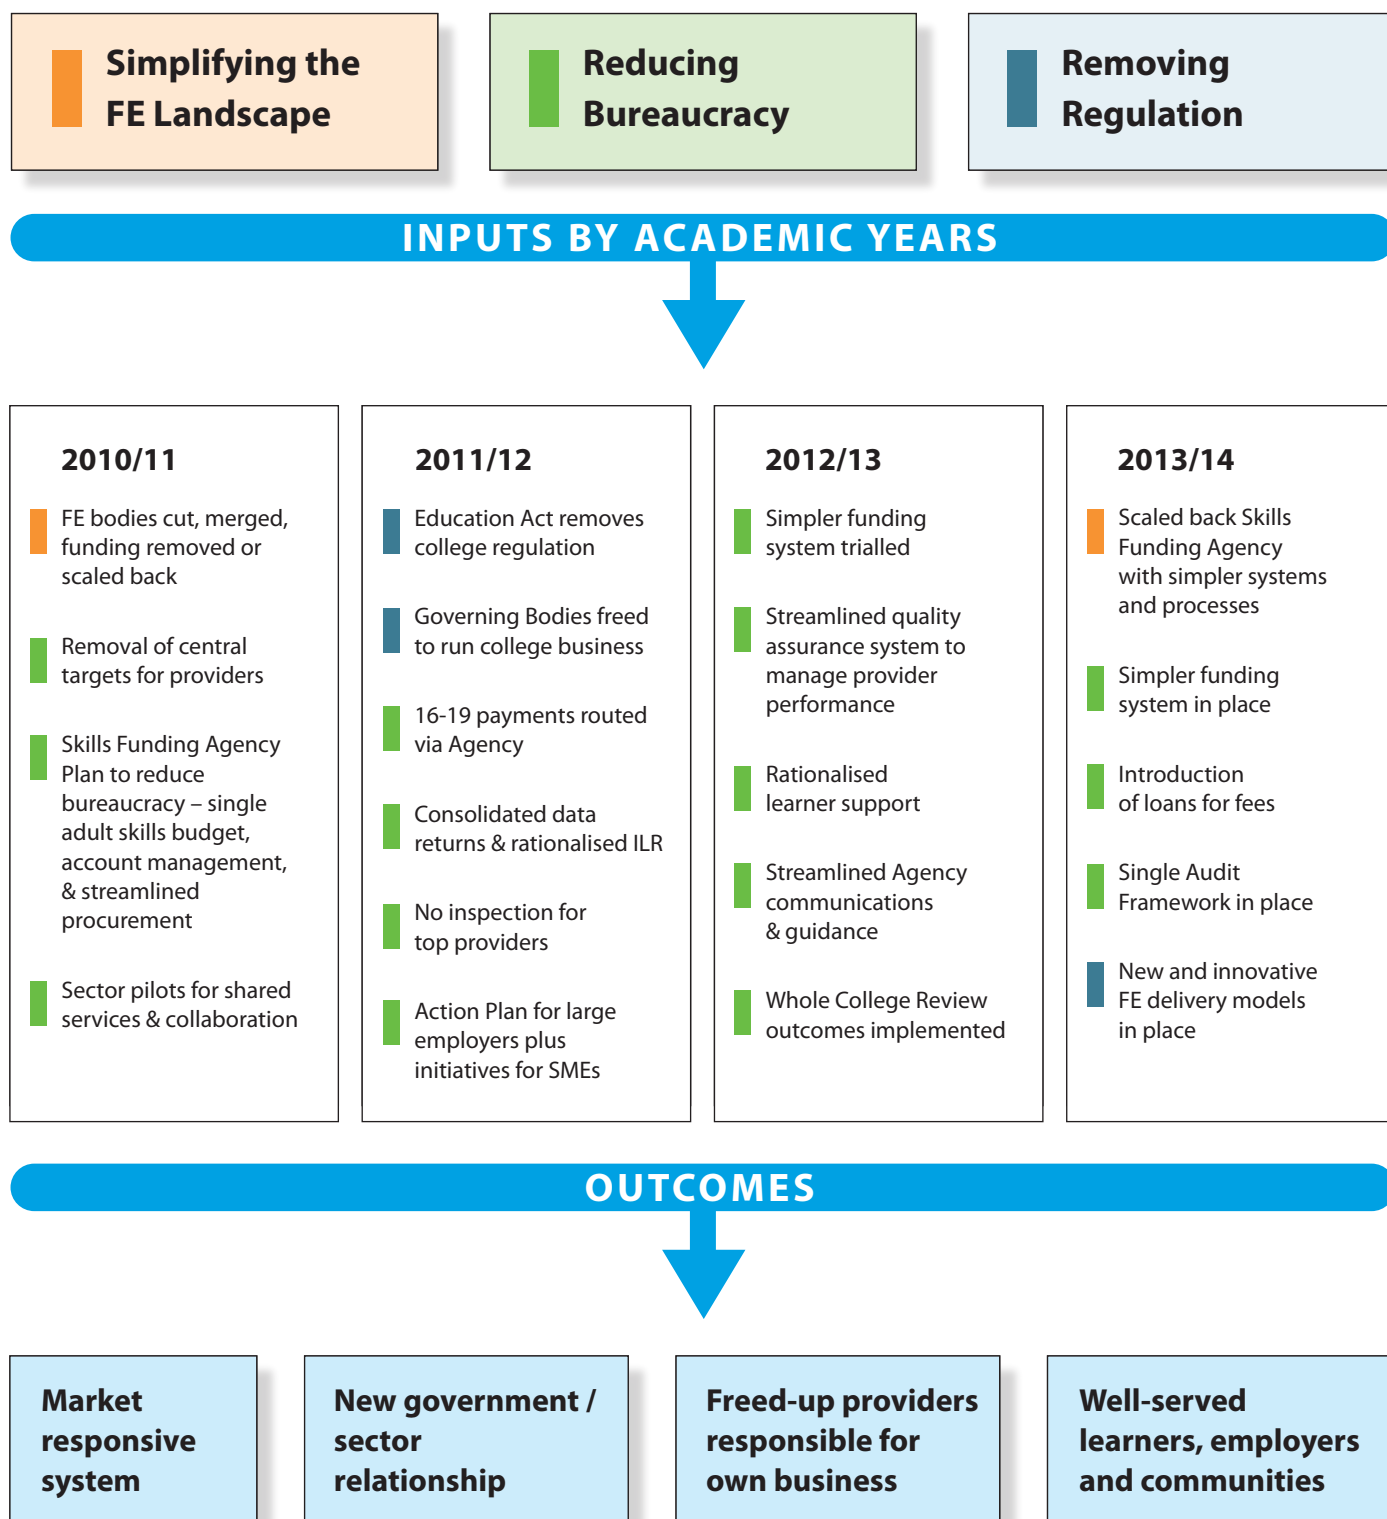 Simplifying the
FE Landscape
Reducing
Bureaucracy
Removing
Regulation
INPUTS BY ACADEMIC YEARS
2010/11
FE bodies cut, merged,
funding removed or
scaled back
Removal of central
targets for providers
Skills Funding Agency
Plan to reduce
bureaucracy – single
adult skills budget,
account management,
& streamlined
procurement
Sector pilots for shared
services & collaboration
2011/12
Education Act removes
college regulation
Governing Bodies freed
to run college business
16-19 payments routed
via Agency
Consolidated data
returns & rationalised ILR
No inspection for
top providers
Action Plan for large
employers plus
initiatives for SMEs
2012/13
Simpler funding
system trialled
Streamlined quality
assurance system to
manage provider
performance
Rationalised
learner support
Streamlined Agency
communications
& guidance
Whole College Review
outcomes implemented
2013/14
Scaled back Skills
Funding Agency
with simpler systems
and processes
Simpler funding
system in place
Introduction
of loans for fees
Single Audit
Framework in place
New and innovative
FE delivery models
in place
OUTCOMES
Market
responsive
system
New government /
sector
relationship
Freed-up providers
responsible for
own business
Well-served
learners, employers
and communities